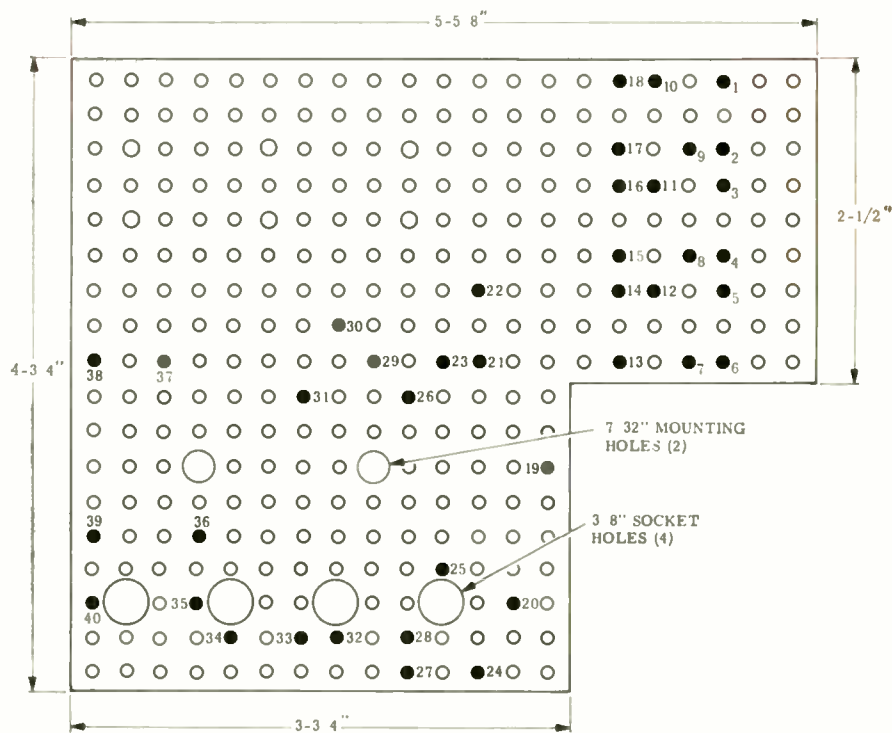 5-5 8"
18 10 1
17 9 2
16 11 3
2-1/2"
15 8 4
22 14 12 5
30
4-3 4"
38 37 29 23 21 13 7 6
31 26
7 32" MOUNTING
HOLES (2)
19
39 36
3 8" SOCKET
HOLES (4)
25
40 35 20
34 33 32 28
27 24
3-3 4"